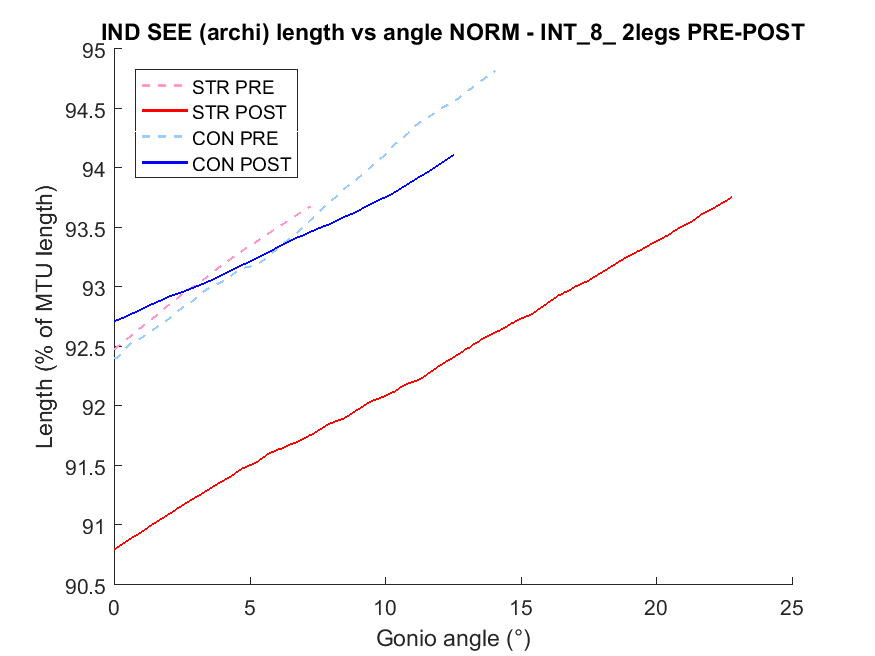 IND SEE (archi) length vs angle NORM - INT_8_ 2legs PRE-POST
95
94.5
94
93.5
93
92.5
92
91.5
91
90.5
STR PRE
STR POST
CON PRE
CON POST
Length (% of MTU length)
0 5 10 15 20 25
Gonio angle (°)